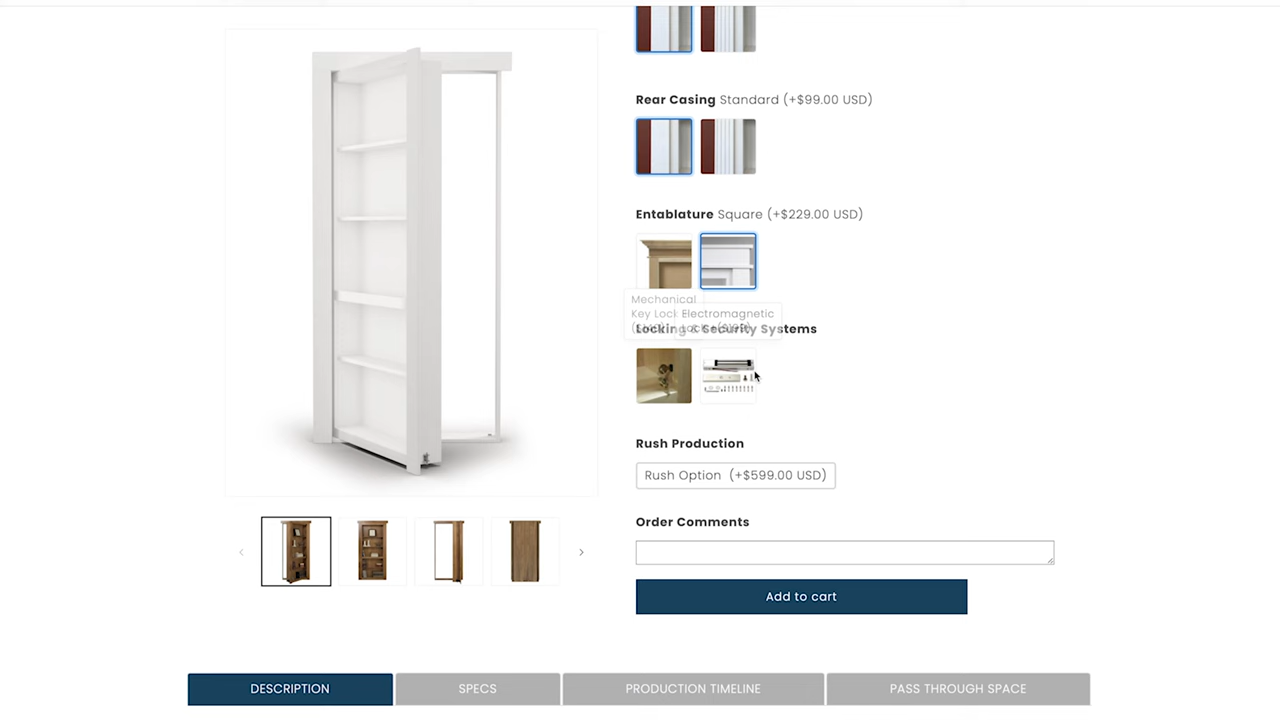 Rear Casing Standard (+$99.00 USD)
Entablature Square (+$229.00 USD)
Mechanical
Key Lock
Electromagnetic
Locking & Security Systems
Rush Production
Rush Option (+$599.00 USD)
Order Comments
Add to cart
DESCRIPTION
SPECS
PRODUCTION TIMELINE
PASS THROUGH SPACE